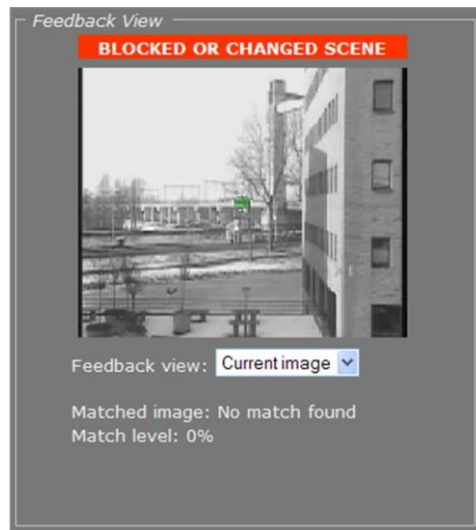 Feedback View
BLOCKED OR CHANGED SCENE
Feedback view: Current image
Matched image: No match found
Match level: 0%